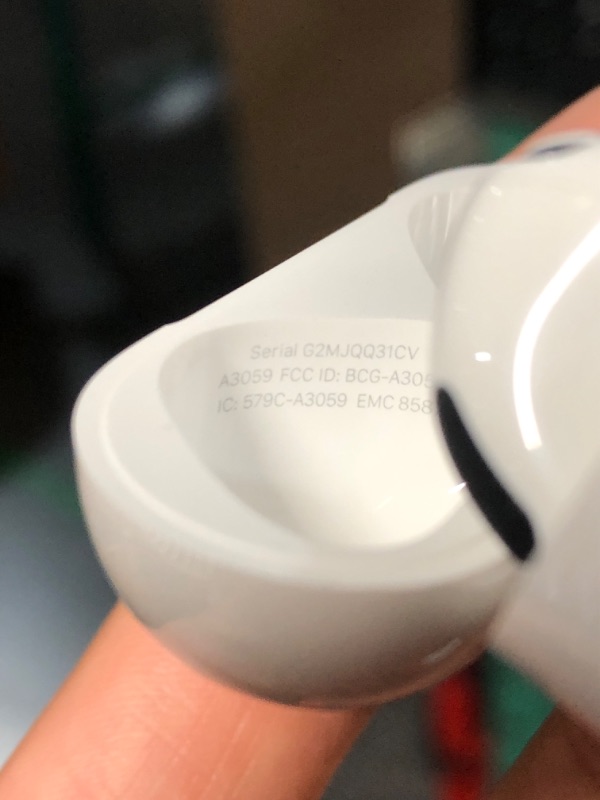 Serial G2MJQQ31CV
A3059 FCC ID: BCG-A305
IC: 579C-A3059 EMC 858